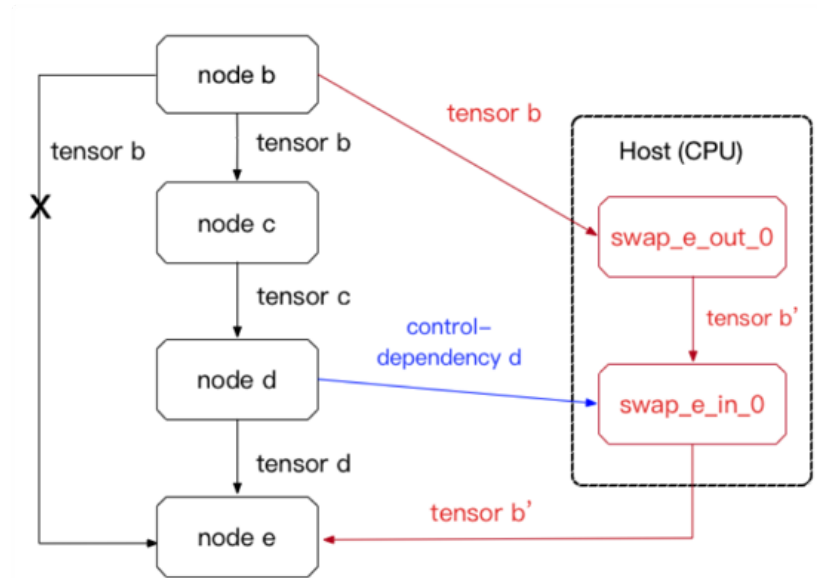 node b
tensor b
tensor b
tensor b
Host (CPU)
node c
swap_e_out_0
tensor c
tensor b’
control-
dependency d
node d
swap_e_in_0
tensor d
tensor b’
node e
X